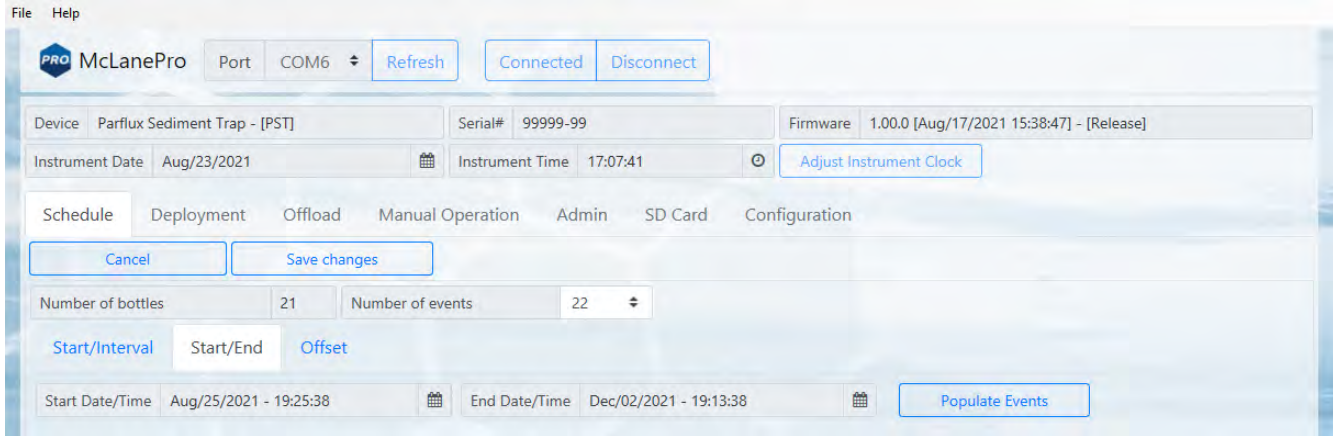 File Help
PRO McLanePro Port COM6 Refresh Connected Disconnect
Device Parflux Sediment Trap - [PST] Serial# 99999-99 Firmware 1.00.0 [Aug/17/2021 15:38:47] - [Release]
Instrument Date Aug/23/2021 Instrument Time 17:07:41 Adjust Instrument Clock
Schedule Deployment Offload Manual Operation Admin SD Card Configuration
Cancel Save changes
Number of bottles 21 Number of events 22
Start/Interval Start/End Offset
Start Date/Time Aug/25/2021 - 19:25:38 End Date/Time Dec/02/2021 - 19:13:38 Populate Events